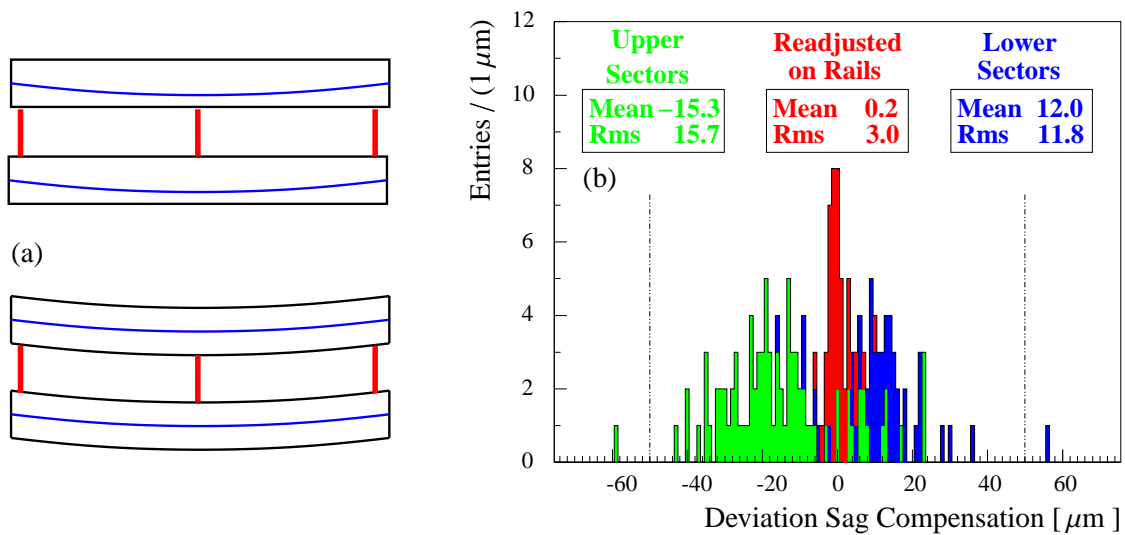 (a)
Entries / (1 μm)
12
10
8
6
4
2
0
Upper
Sectors
Mean −15.3
Rms 15.7
Readjusted
on Rails
Mean 0.2
Rms 3.0
Lower
Sectors
Mean 12.0
Rms 11.8
(b)
-60 -40 -20 0 20 40 60
Deviation Sag Compensation [ μm ]